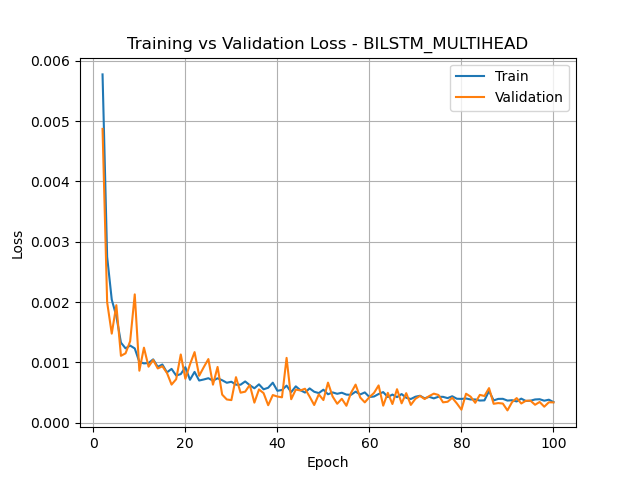 Training vs Validation Loss - BILSTM_MULTIHEAD
Train
Validation
0.006
0.005
0.004
0.003
0.002
0.001
0.000
Loss
0 20 40 60 80 100
Epoch